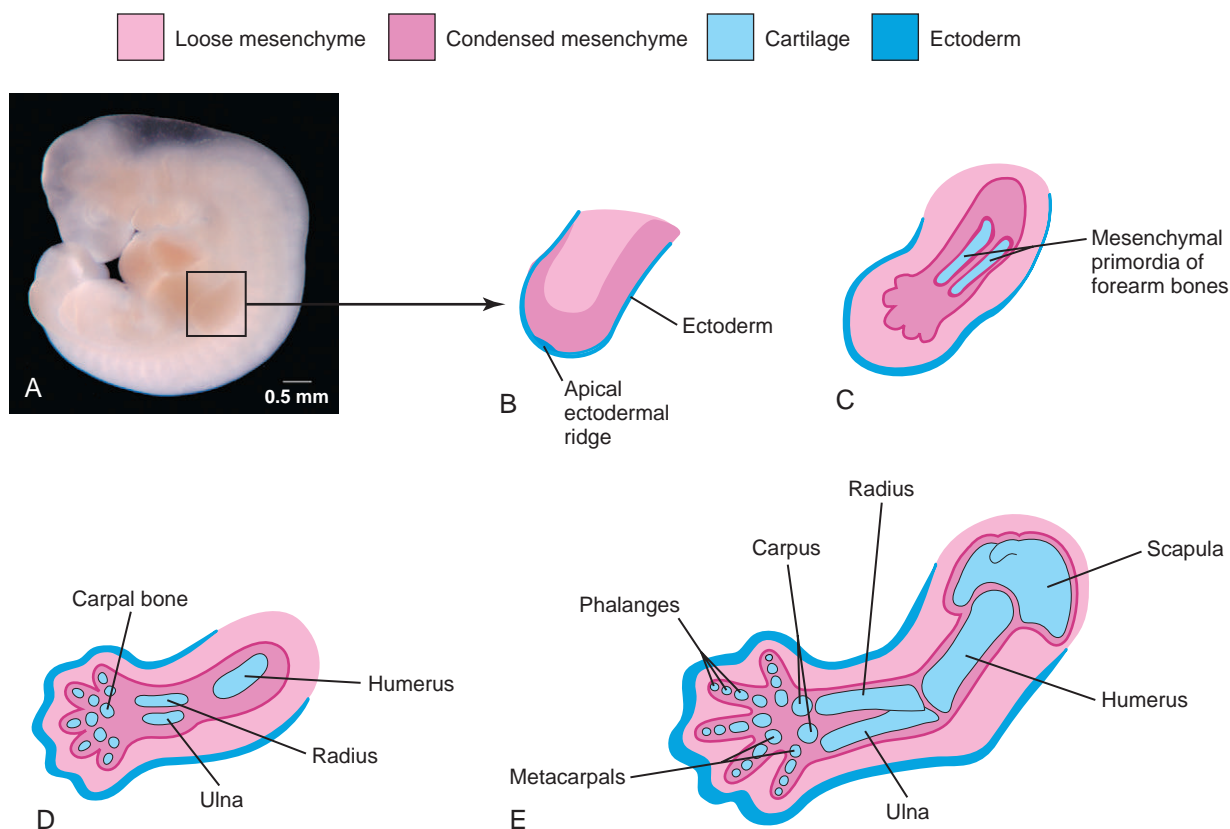 Loose mesenchyme
Condensed mesenchyme
Cartilage
Ectoderm
A
0.5 mm
Ectoderm
Apical
ectodermal
ridge
B
Mesenchymal
primordia of
forearm bones
C
Carpal bone
Humerus
Radius
Ulna
D
Radius
Carpus
Scapula
Phalanges
Humerus
Metacarpals
Ulna
E